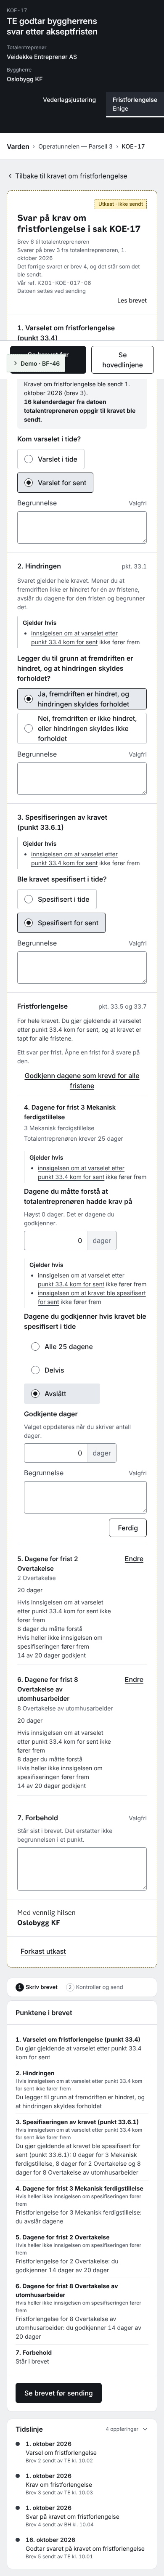 KOE-17
TE godtar byggherrens
svar etter akseptfristen
Totalentreprenør
Veidekke Entreprenør AS
Byggherre
Oslobygg KF
Vederlagsjustering
Fristforlengelse
Enige
Varden › Operatunnelen — Parsell 3 › KOE-17
Tilbake til kravet om fristforlengelse
Utkast · ikke sendt
Svar på krav om
fristforlengelse i sak KOE-17
Brev 6 til totalentreprenøren
Svarer på brev 3 fra totalentreprenøren, 1.
oktober 2026
Det forrige svaret er brev 4, og det står som det
ble sendt.
Vår ref. K201-KOE-017-G6
Datoen settes ved sending
Les brevet
1. Varselet om fristforlengelse
(punkt 33.4)
Se
hovedlinjene
Demo · BF-46
Kravet om fristforlengelse ble sendt 1.
oktober 2026 (brev 3).
16 kalenderdager fra datoen
totalentreprenøren oppgir til kravet ble
sendt.
Kom varselet i tide?
Varslet i tide
Varslet for sent
Begrunnelse
Valgfri
2. Hindringen
pkt. 33.1
Svaret gjelder hele kravet. Mener du at
fremdriften ikke er hindret for én av fristene,
avslår du dagene for den fristen og begrunner
det.
Gjelder hvis
innsigelsen om at varselet etter
punkt 33.4 kom for sent ikke fører frem
Legger du til grunn at fremdriften er
hindret, og at hindringen skyldes
forholdet?
Ja, fremdriften er hindret, og
hindringen skyldes forholdet
Nei, fremdriften er ikke hindret,
eller hindringen skyldes ikke
forholdet
Begrunnelse
Valgfri
3. Spesifiseringen av kravet
(punkt 33.6.1)
Gjelder hvis
innsigelsen om at varselet etter
punkt 33.4 kom for sent ikke fører frem
Ble kravet spesifisert i tide?
Spesifisert i tide
Spesifisert for sent
Begrunnelse
Valgfri
Fristforlengelse
pkt. 33.5 og 33.7
For hele kravet: Du gjør gjeldende at varselet
etter punkt 33.4 kom for sent, og at kravet er
tapt for alle fristene.
Ett svar per frist. Åpne en frist for å svare på
den.
Godkjenn dagene som krevd for alle
fristene
4. Dagene for frist 3 Mekanisk
ferdigstillelse
3 Mekanisk ferdigstillelse
Totalentreprenøren krever 25 dager
Gjelder hvis
innsigelsen om at varselet etter
punkt 33.4 kom for sent ikke fører frem
Dagene du måtte forstå at
totalentreprenøren hadde krav på
Høyst 0 dager. Det er dagene du
godkjenner.
0 dager
Gjelder hvis
innsigelsen om at varselet etter
punkt 33.4 kom for sent ikke fører frem
innsigelsen om at kravet ble spesifisert
for sent ikke fører frem
Dagene du godkjenner hvis kravet ble
spesifisert i tide
Alle 25 dagene
Delvis
Avslått
Godkjente dager
Valget oppdateres når du skriver antall
dager.
0 dager
Begrunnelse
Valgfri
Ferdig
5. Dagene for frist 2
Overtakelse
Endre
2 Overtakelse
20 dager
Hvis innsigelsen om at varselet
etter punkt 33.4 kom for sent ikke
fører frem
8 dager du måtte forstå
Hvis heller ikke innsigelsen om
spesifiseringen fører frem
14 av 20 dager godkjent
6. Dagene for frist 8
Overtakelse av
utomhusarbeider
Endre
8 Overtakelse av utomhusarbeider
20 dager
Hvis innsigelsen om at varselet
etter punkt 33.4 kom for sent ikke
fører frem
8 dager du måtte forstå
Hvis heller ikke innsigelsen om
spesifiseringen fører frem
14 av 20 dager godkjent
7. Forbehold
Valgfri
Står sist i brevet. Det erstatter ikke
begrunnelsen i et punkt.
Med vennlig hilsen
Oslobygg KF
Forkast utkast
1 Skriv brevet
2 Kontroller og send
Punktene i brevet
1. Varselet om fristforlengelse (punkt 33.4)
Du gjør gjeldende at varselet etter punkt 33.4
kom for sent
2. Hindringen
Hvis innsigelsen om at varselet etter punkt 33.4 kom
for sent ikke fører frem
Du legger til grunn at fremdriften er hindret, og
at hindringen skyldes forholdet
3. Spesifiseringen av kravet (punkt 33.6.1)
Hvis innsigelsen om at varselet etter punkt 33.4 kom
for sent ikke fører frem
Du gjør gjeldende at kravet ble spesifisert for
sent (punkt 33.6.1): 0 dager for 3 Mekanisk
ferdigstillelse, 8 dager for 2 Overtakelse og 8
dager for 8 Overtakelse av utomhusarbeider
4. Dagene for frist 3 Mekanisk ferdigstillelse
Hvis heller ikke innsigelsen om spesifiseringen fører
frem
Fristforlengelse for 3 Mekanisk ferdigstillelse:
du avslår dagene
5. Dagene for frist 2 Overtakelse
Hvis heller ikke innsigelsen om spesifiseringen fører
frem
Fristforlengelse for 2 Overtakelse: du
godkjenner 14 dager av 20 dager
6. Dagene for frist 8 Overtakelse av
utomhusarbeider
Hvis heller ikke innsigelsen om spesifiseringen fører
frem
Fristforlengelse for 8 Overtakelse av
utomhusarbeider: du godkjenner 14 dager av
20 dager
7. Forbehold
Står i brevet
Se brevet før sending
Tidslinje
4 oppføringer
1. oktober 2026
Varsel om fristforlengelse
Brev 2 sendt av TE kl. 10.02
1. oktober 2026
Krav om fristforlengelse
Brev 3 sendt av TE kl. 10.03
1. oktober 2026
Svar på kravet om fristforlengelse
Brev 4 sendt av BH kl. 10.04
16. oktober 2026
Godtar svaret på kravet om fristforlengelse
Brev 5 sendt av TE kl. 10.01